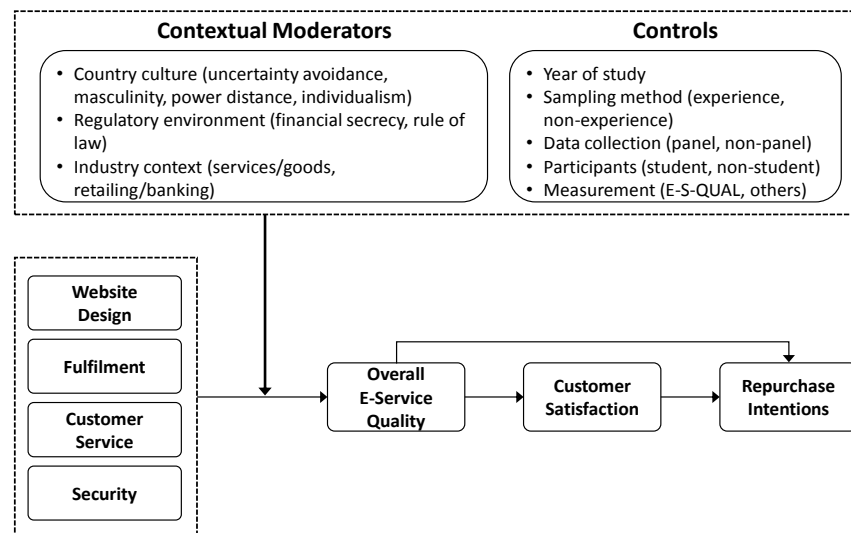 Contextual Moderators
• Country culture (uncertainty avoidance,
masculinity, power distance, individualism)
• Regulatory environment (financial secrecy, rule of
law)
• Industry context (services/goods,
retailing/banking)
Controls
• Year of study
• Sampling method (experience,
non-experience)
• Data collection (panel, non-panel)
• Participants (student, non-student)
• Measurement (E-S-QUAL, others)
Website
Design
Fulfilment
Customer
Service
Security
Overall
E-Service
Quality
Customer
Satisfaction
Repurchase
Intentions